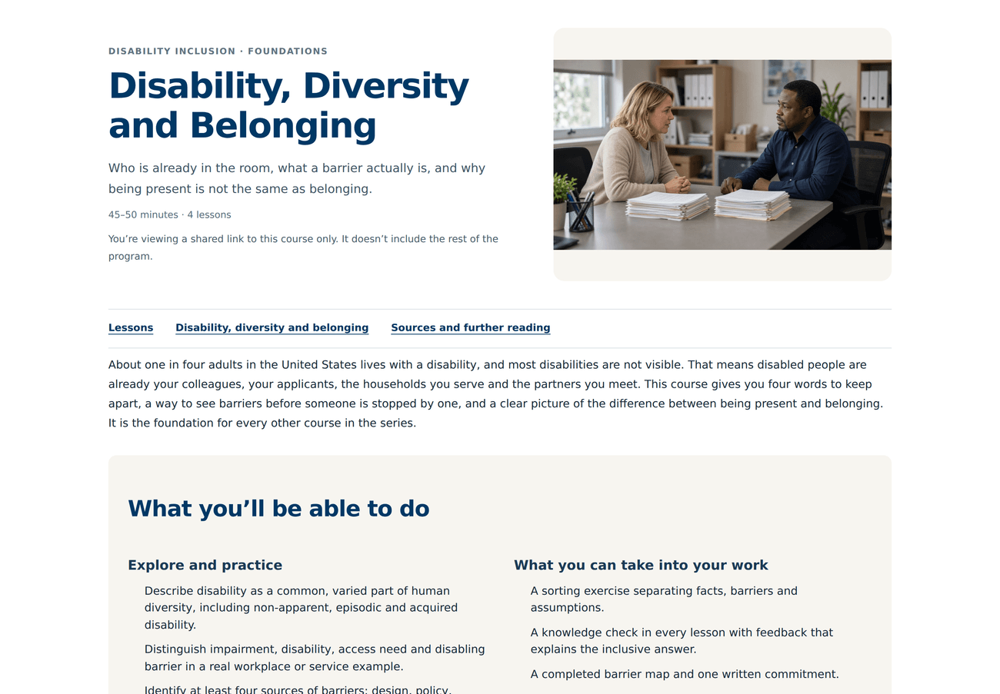 DISABILITY INCLUSION · FOUNDATIONS
Disability, Diversity
and Belonging
Who is already in the room, what a barrier actually is, and why
being present is not the same as belonging.
45–50 minutes · 4 lessons
You’re viewing a shared link to this course only. It doesn’t include the rest of the
program.
Lessons Disability, diversity and belonging Sources and further reading
About one in four adults in the United States lives with a disability, and most disabilities are not visible. That means disabled people are
already your colleagues, your applicants, the households you serve and the partners you meet. This course gives you four words to keep
apart, a way to see barriers before someone is stopped by one, and a clear picture of the difference between being present and belonging.
It is the foundation for every other course in the series.
What you’ll be able to do
Explore and practice
Describe disability as a common, varied part of human
diversity, including non-apparent, episodic and acquired
disability.
Distinguish impairment, disability, access need and disabling
barrier in a real workplace or service example.
Identify at least four sources of barriers: design, policy,
What you can take into your work
A sorting exercise separating facts, barriers and
assumptions.
A knowledge check in every lesson with feedback that
explains the inclusive answer.
A completed barrier map and one written commitment.